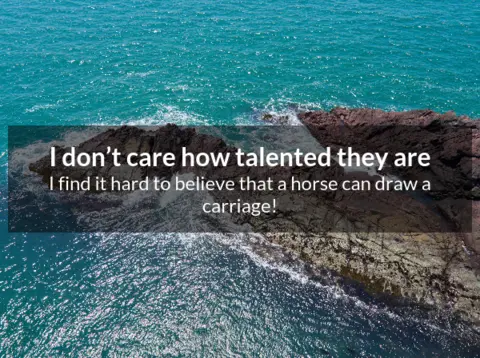 I don’t care how talented they are
I find it hard to believe that a horse can draw a
carriage!